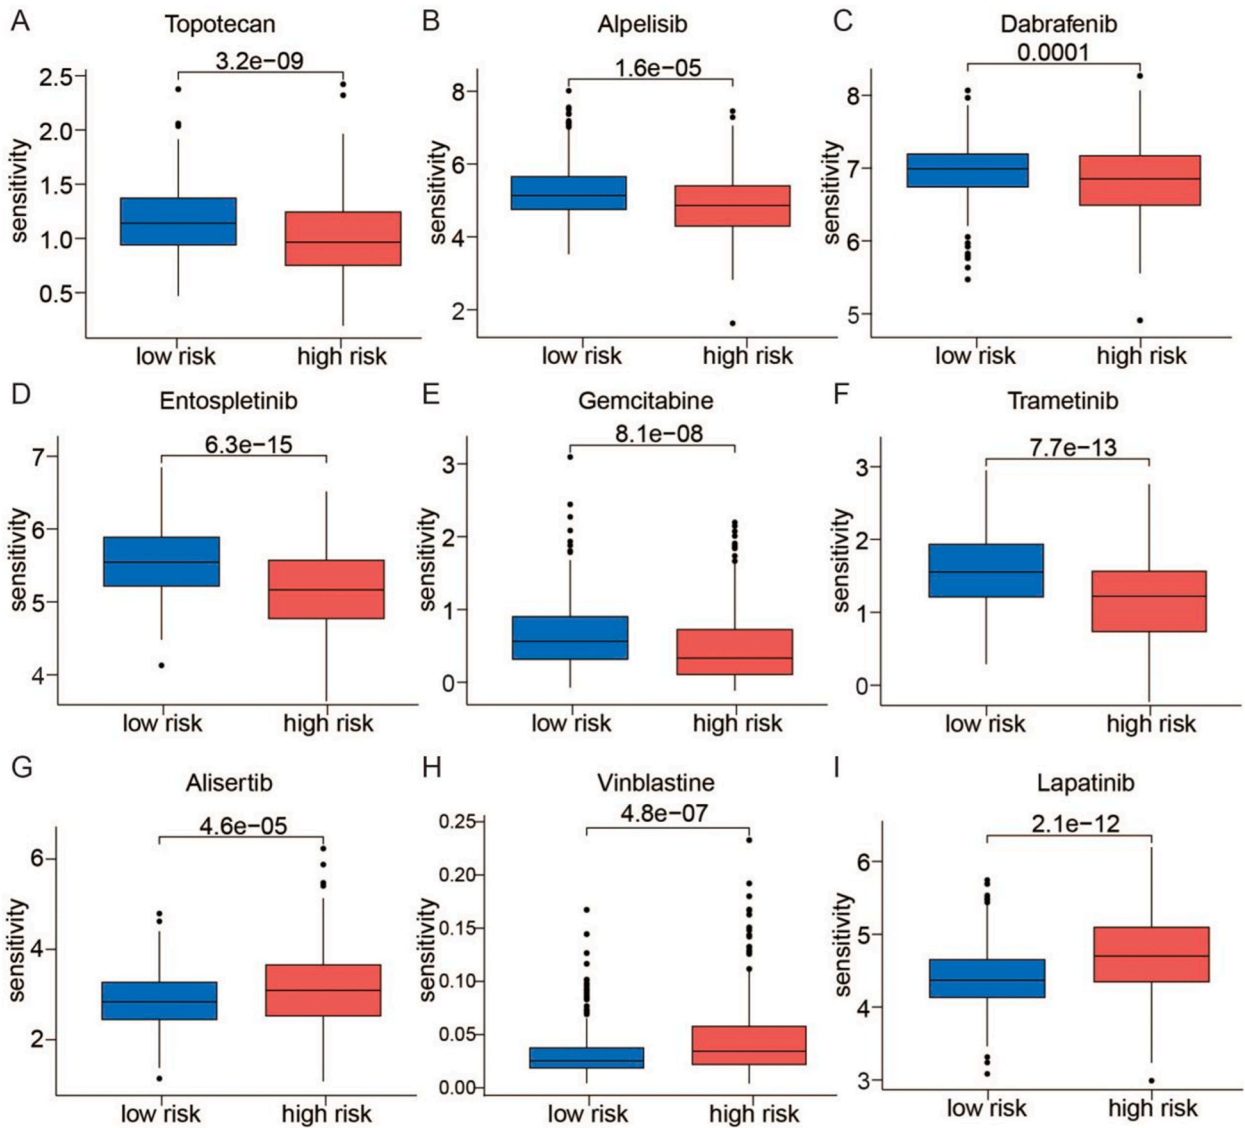 A
Topotecan
3.2e−09
2.5
2.0
1.5
1.0
0.5
sensitivity
low risk
high risk
B
Alpelisib
1.6e−05
8
6
4
2
sensitivity
low risk
high risk
C
Dabrafenib
0.0001
8
7
6
5
sensitivity
low risk
high risk
D
Entospletinib
6.3e−15
7
6
5
4
sensitivity
low risk
high risk
E
Gemcitabine
8.1e−08
3
2
1
0
sensitivity
low risk
high risk
F
Trametinib
7.7e−13
3
2
1
0
sensitivity
low risk
high risk
G
Alisertib
4.6e−05
6
4
2
sensitivity
low risk
high risk
H
Vinblastine
4.8e−07
0.25
0.20
0.15
0.10
0.05
0.00
sensitivity
low risk
high risk
I
Lapatinib
2.1e−12
6
5
4
3
sensitivity
low risk
high risk